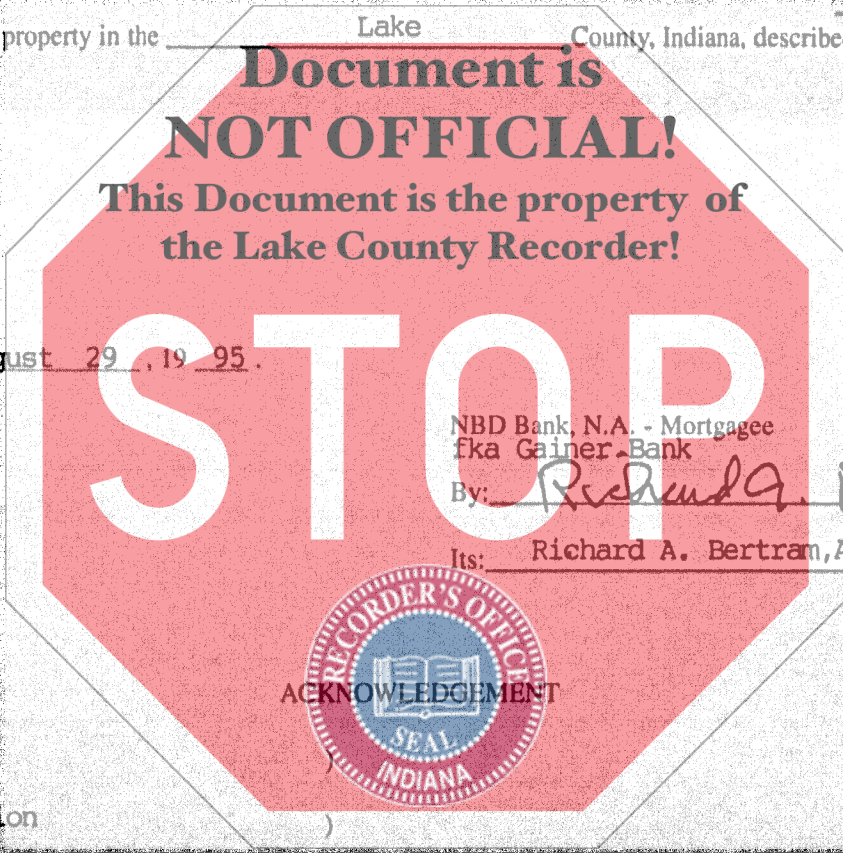 property in the Lake County, Indiana, describe
Document is
NOT OFFICIAL!
This Document is the property of
the Lake County Recorder!
STOP
gust 29, 19 95.
NBD Bank, N.A. - Mortgagee
fka Gainer Bank
By: Richard A.
Its: Richard A. Bertram, A
RECORDER'S OFFICE
ACKNOWLEDGEMENT
SEAL
INDIANA
)
on )